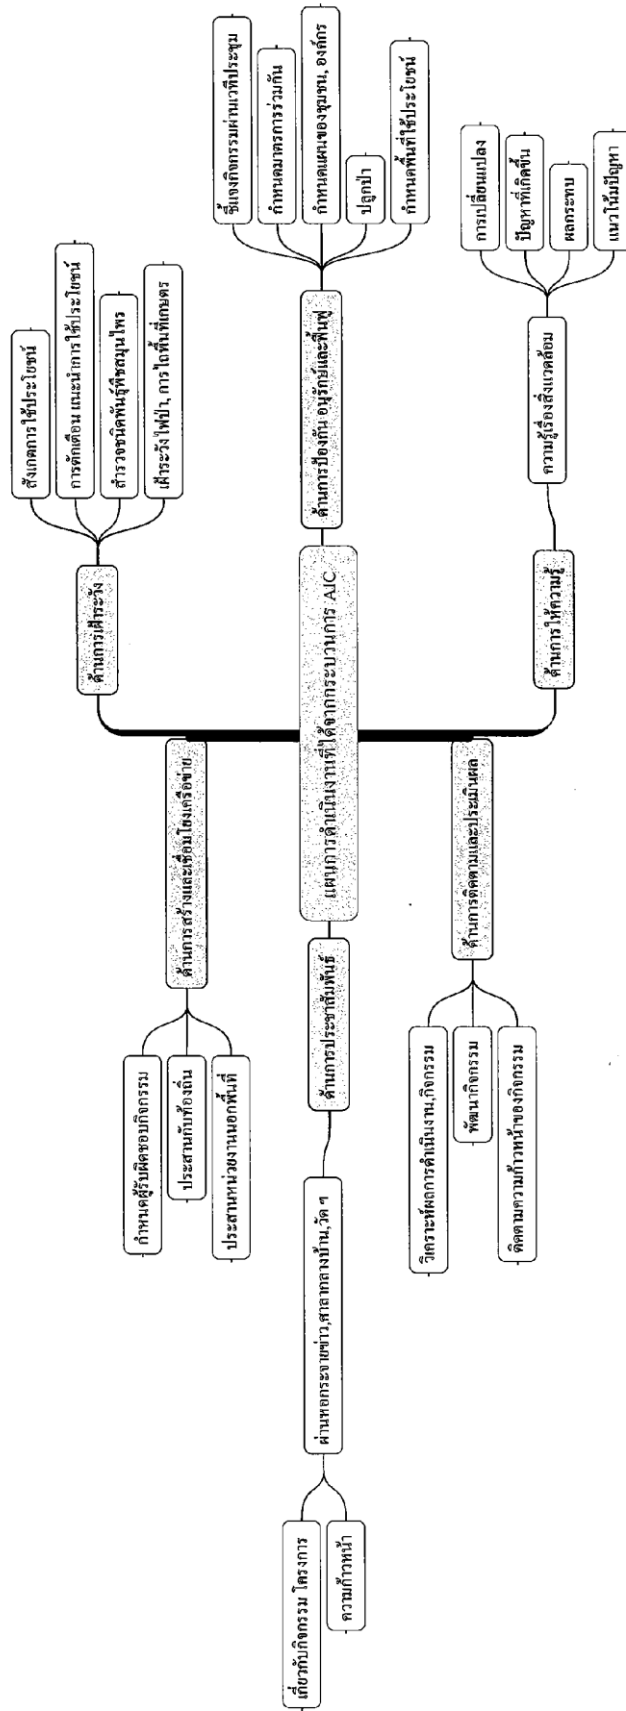 แผนการดำเนินงานที่ได้จากกระบวนการ AIC
ด้านการเฝ้าระวัง
สังเกตการใช้ประโยชน์
การตักเตือน แนะนำการใช้ประโยชน์
สำรวจชนิดพันธุ์พืชสมุนไพร
เฝ้าระวังไฟป่า, การไถพื้นที่เกษตร
ด้านการป้องกัน อนุรักษ์และฟื้นฟู
ชี้แจงกิจกรรมผ่านเวทีประชุม
กำหนดมาตรการร่วมกัน
กำหนดแผนของชุมชน, องค์กร
ปลูกป่า
กำหนดพื้นที่ใช้ประโยชน์
ด้านการให้ความรู้
ความรู้เรื่องสิ่งแวดล้อม
การเปลี่ยนแปลง
ปัญหาที่เกิดขึ้น
ผลกระทบ
แนวโน้มปัญหา
ด้านการสร้างและเชื่อมโยงเครือข่าย
กำหนดผู้รับผิดชอบกิจกรรม
ประสานกับท้องถิ่น
ประสานหน่วยงานนอกพื้นที่
ด้านการประชาสัมพันธ์
ผ่านหอกระจายข่าว,ศาลากลางบ้าน,วัด ฯ
เกี่ยวกับกิจกรรม โครงการ
ความก้าวหน้า
ด้านการติดตามและประเมินผล
วิเคราะห์ผลการดำเนินงาน,กิจกรรม
พัฒนากิจกรรม
ติดตามความก้าวหน้าของกิจกรรม